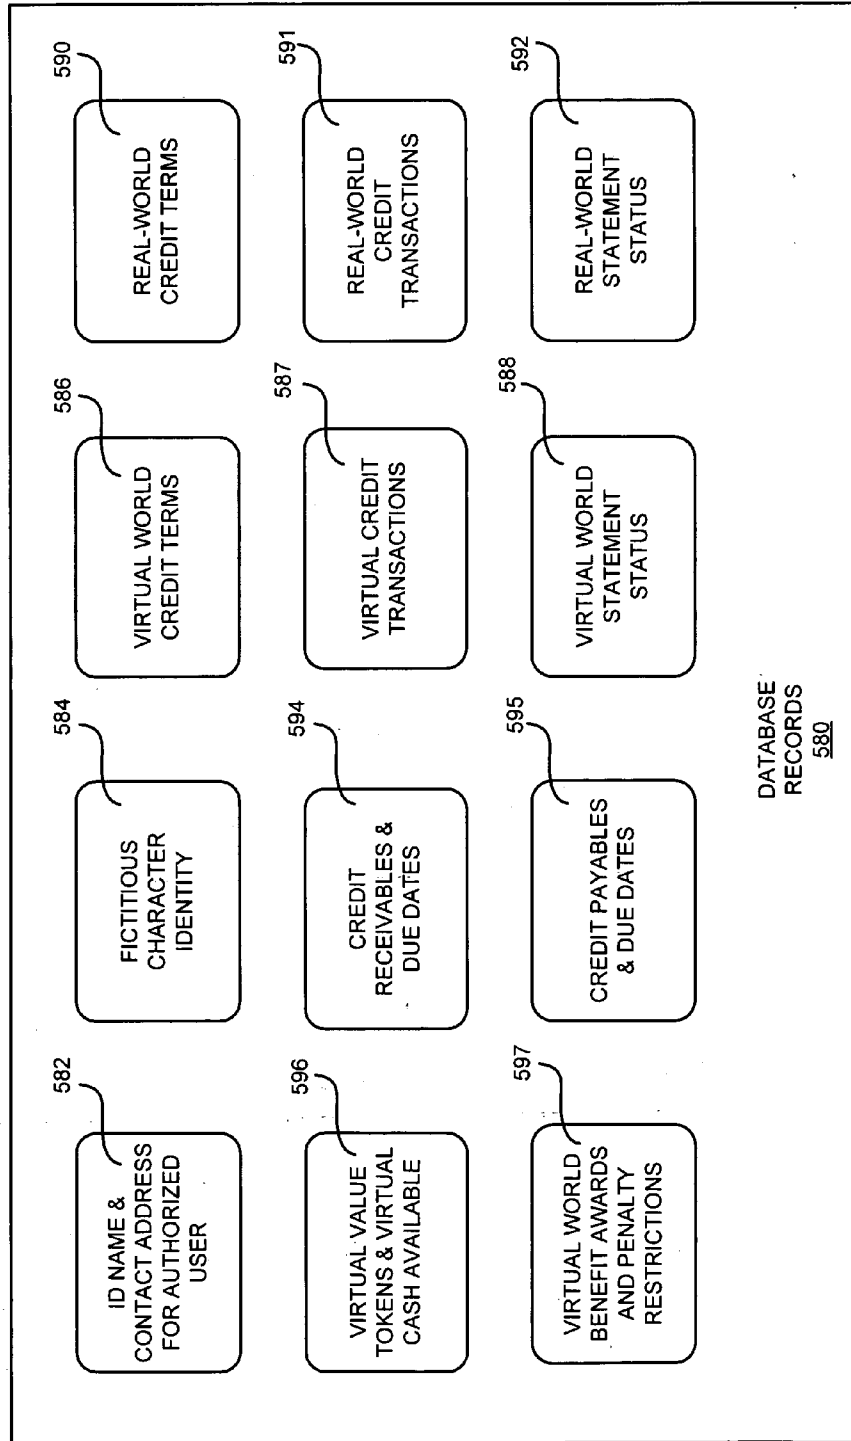 582
ID NAME &
CONTACT ADDRESS
FOR AUTHORIZED
USER
584
FICTITIOUS
CHARACTER
IDENTITY
586
VIRTUAL WORLD
CREDIT TERMS
590
REAL-WORLD
CREDIT TERMS
596
VIRTUAL VALUE
TOKENS & VIRTUAL
CASH AVAILABLE
594
CREDIT
RECEIVABLES &
DUE DATES
587
VIRTUAL CREDIT
TRANSACTIONS
591
REAL-WORLD
CREDIT
TRANSACTIONS
597
VIRTUAL WORLD
BENEFIT AWARDS
AND PENALTY
RESTRICTIONS
595
CREDIT PAYABLES
& DUE DATES
588
VIRTUAL WORLD
STATEMENT
STATUS
592
REAL-WORLD
STATEMENT
STATUS
DATABASE
RECORDS
580